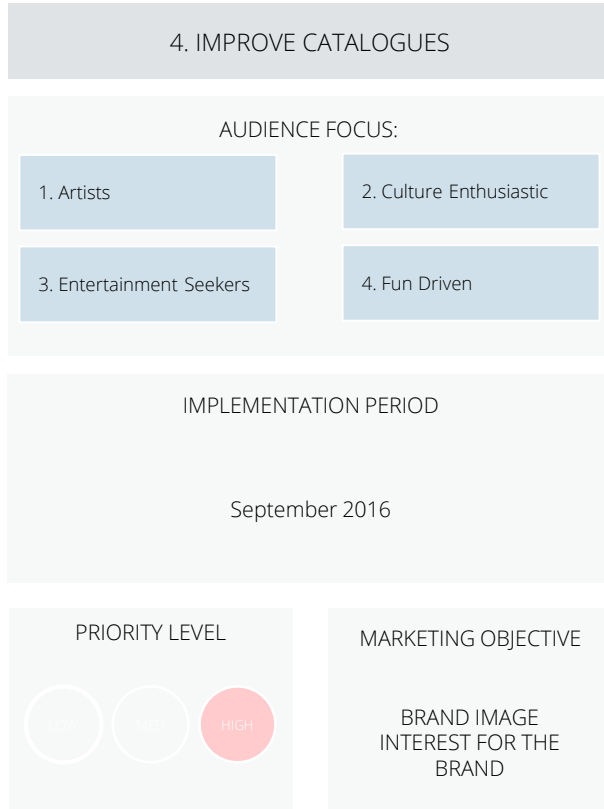 4. IMPROVE CATALOGUES
AUDIENCE FOCUS:
1. Artists
2. Culture Enthusiastic
3. Entertainment Seekers
4. Fun Driven
IMPLEMENTATION PERIOD
September 2016
PRIORITY LEVEL
LOW
HIGH
MARKETING OBJECTIVE
BRAND IMAGE
INTEREST FOR THE
BRAND